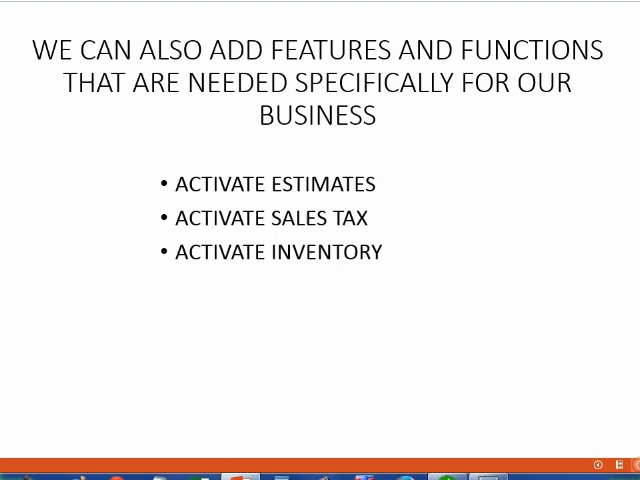 WE CAN ALSO ADD FEATURES AND FUNCTIONS
THAT ARE NEEDED SPECIFICALLY FOR OUR
BUSINESS
• ACTIVATE ESTIMATES
• ACTIVATE SALES TAX
• ACTIVATE INVENTORY